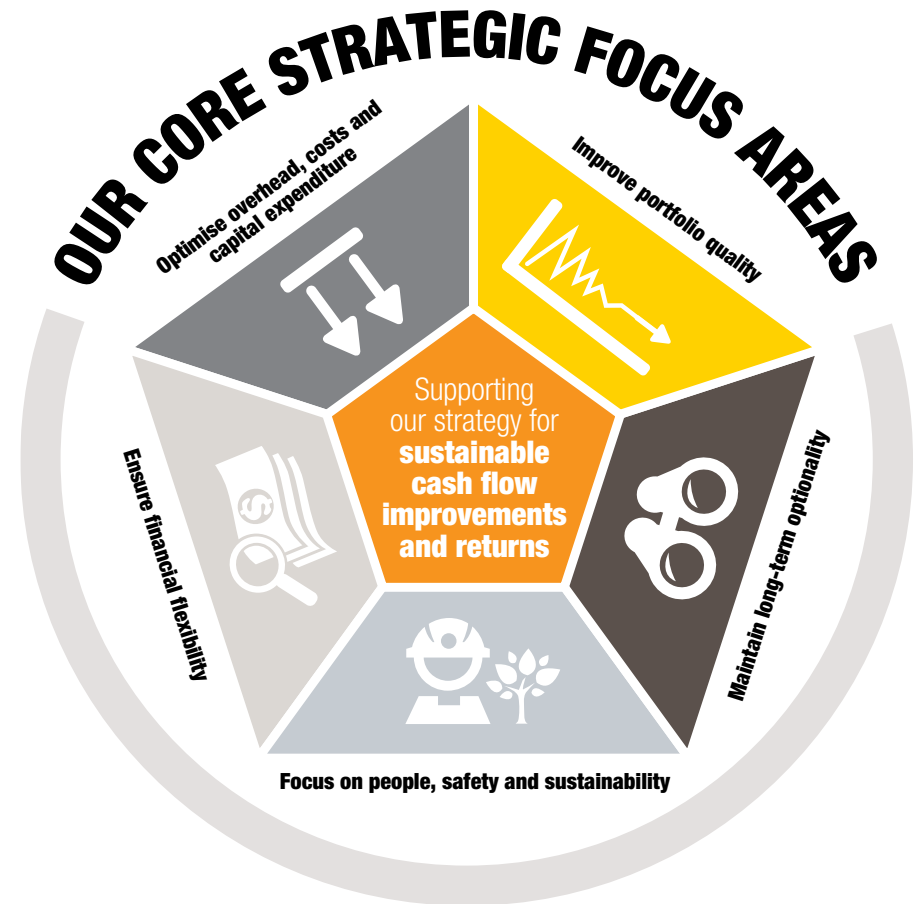 OUR CORE STRATEGIC FOCUS AREAS
Optimise overhead, costs and
capital expenditure
Improve portfolio quality
Supporting
our strategy for
sustainable
cash flow
improvements
and returns
Ensure financial flexibility
$
Maintain long-term optionality
Focus on people, safety and sustainability